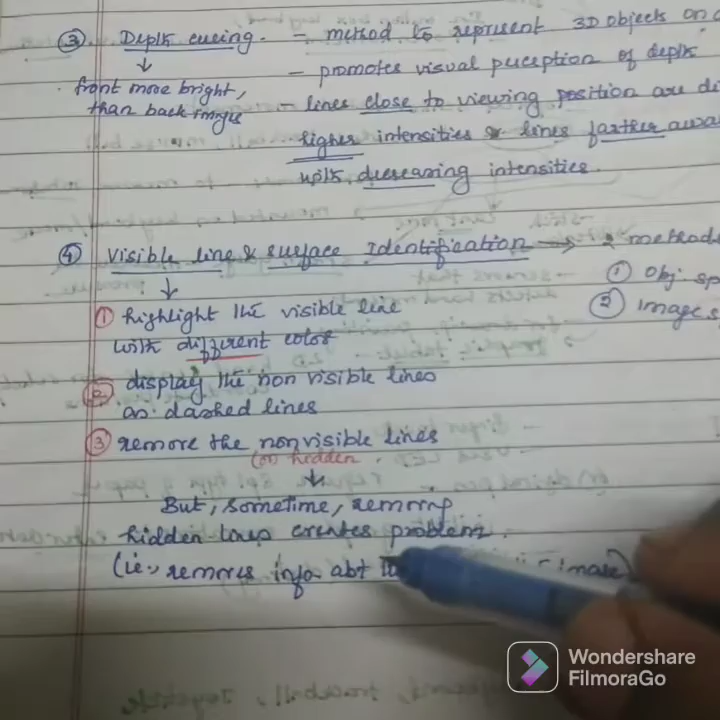 ③ Depth cueing. - method to represent 3D objects on
↓
front more bright,
than back image
- promotes visual perception of depth
- lines close to viewing position are di
higher intensities & lines farther away
with decreasing intensities.
④ Visible line & surface Identification → 2 method
① Obj. sp
② Image s
↓
① highlight the visible line
with different color
② display the non visible lines
as dashed lines
③ remove the nonvisible lines
(or) hidden.
↓
But, sometime, removing
hidden lines creates problem.
(ie., removes info. abt image)
Wondershare
FilmoraGo